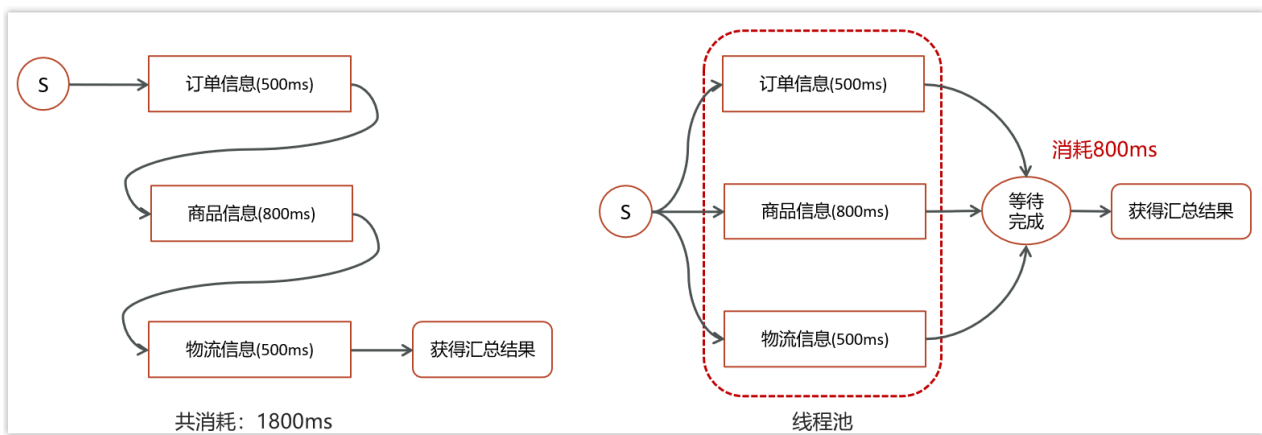 S
订单信息(500ms)
商品信息(800ms)
物流信息(500ms)
获得汇总结果
共消耗：1800ms
S
订单信息(500ms)
商品信息(800ms)
物流信息(500ms)
消耗800ms
等待
完成
获得汇总结果
线程池